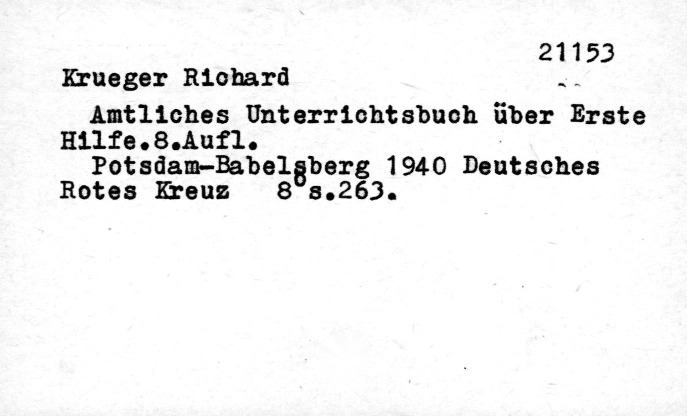 21153
Krueger Richard
Amtliches Unterrichtsbuch über Erste
Hilfe.8.Aufl.
Potsdam-Babelsberg 1940 Deutsches
Rotes Kreuz 8° s.263.